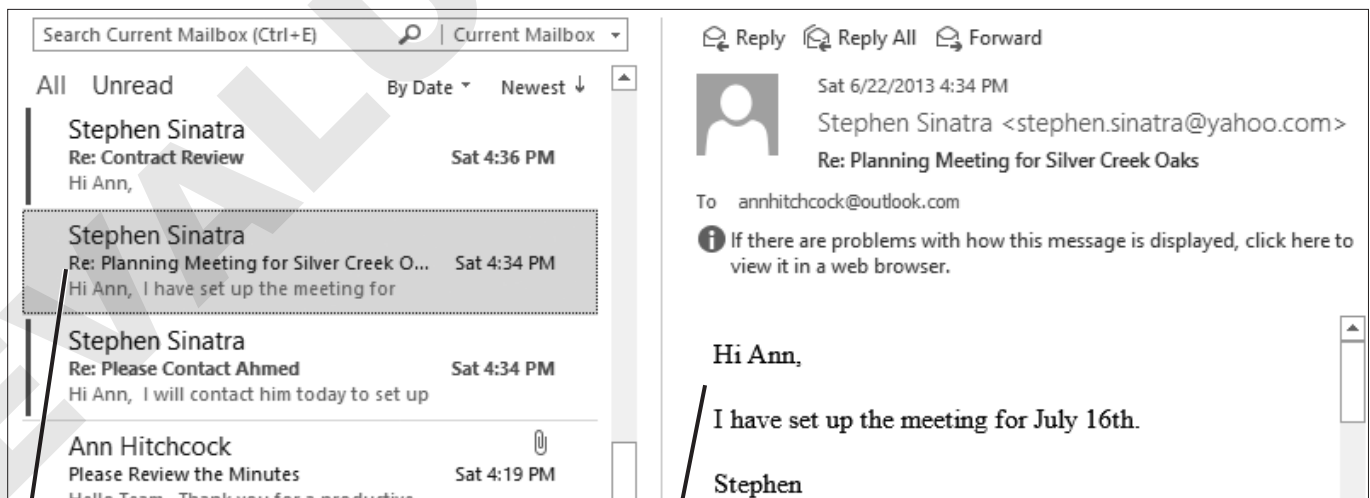 Search Current Mailbox (Ctrl+E) Current Mailbox
All Unread By Date Newest ↓
Stephen Sinatra
Re: Contract Review Sat 4:36 PM
Hi Ann,
Stephen Sinatra
Re: Planning Meeting for Silver Creek O... Sat 4:34 PM
Hi Ann, I have set up the meeting for
Stephen Sinatra
Re: Please Contact Ahmed Sat 4:34 PM
Hi Ann, I will contact him today to set up
Ann Hitchcock
Please Review the Minutes Sat 4:19 PM
Hello Team, Thank you for a productive
Reply Reply All Forward
Sat 6/22/2013 4:34 PM
Stephen Sinatra <stephen.sinatra@yahoo.com>
Re: Planning Meeting for Silver Creek Oaks
To annhitchcock@outlook.com
If there are problems with how this message is displayed, click here to
view it in a web browser.
Hi Ann,
I have set up the meeting for July 16th.
Stephen